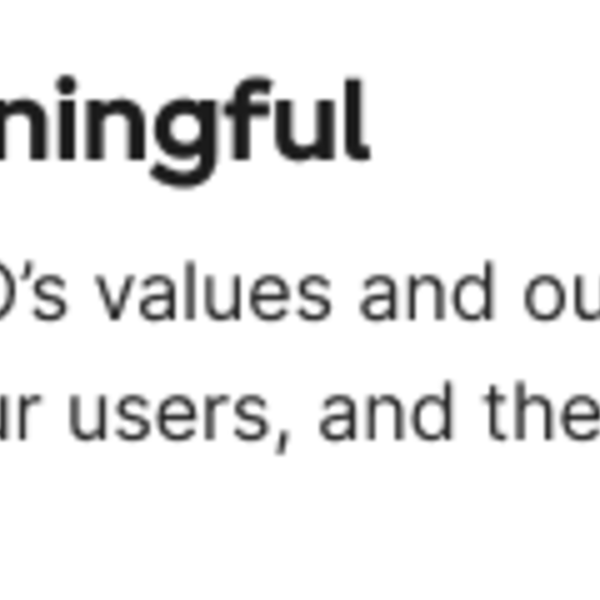 ningful
's values and ou
ur users, and the